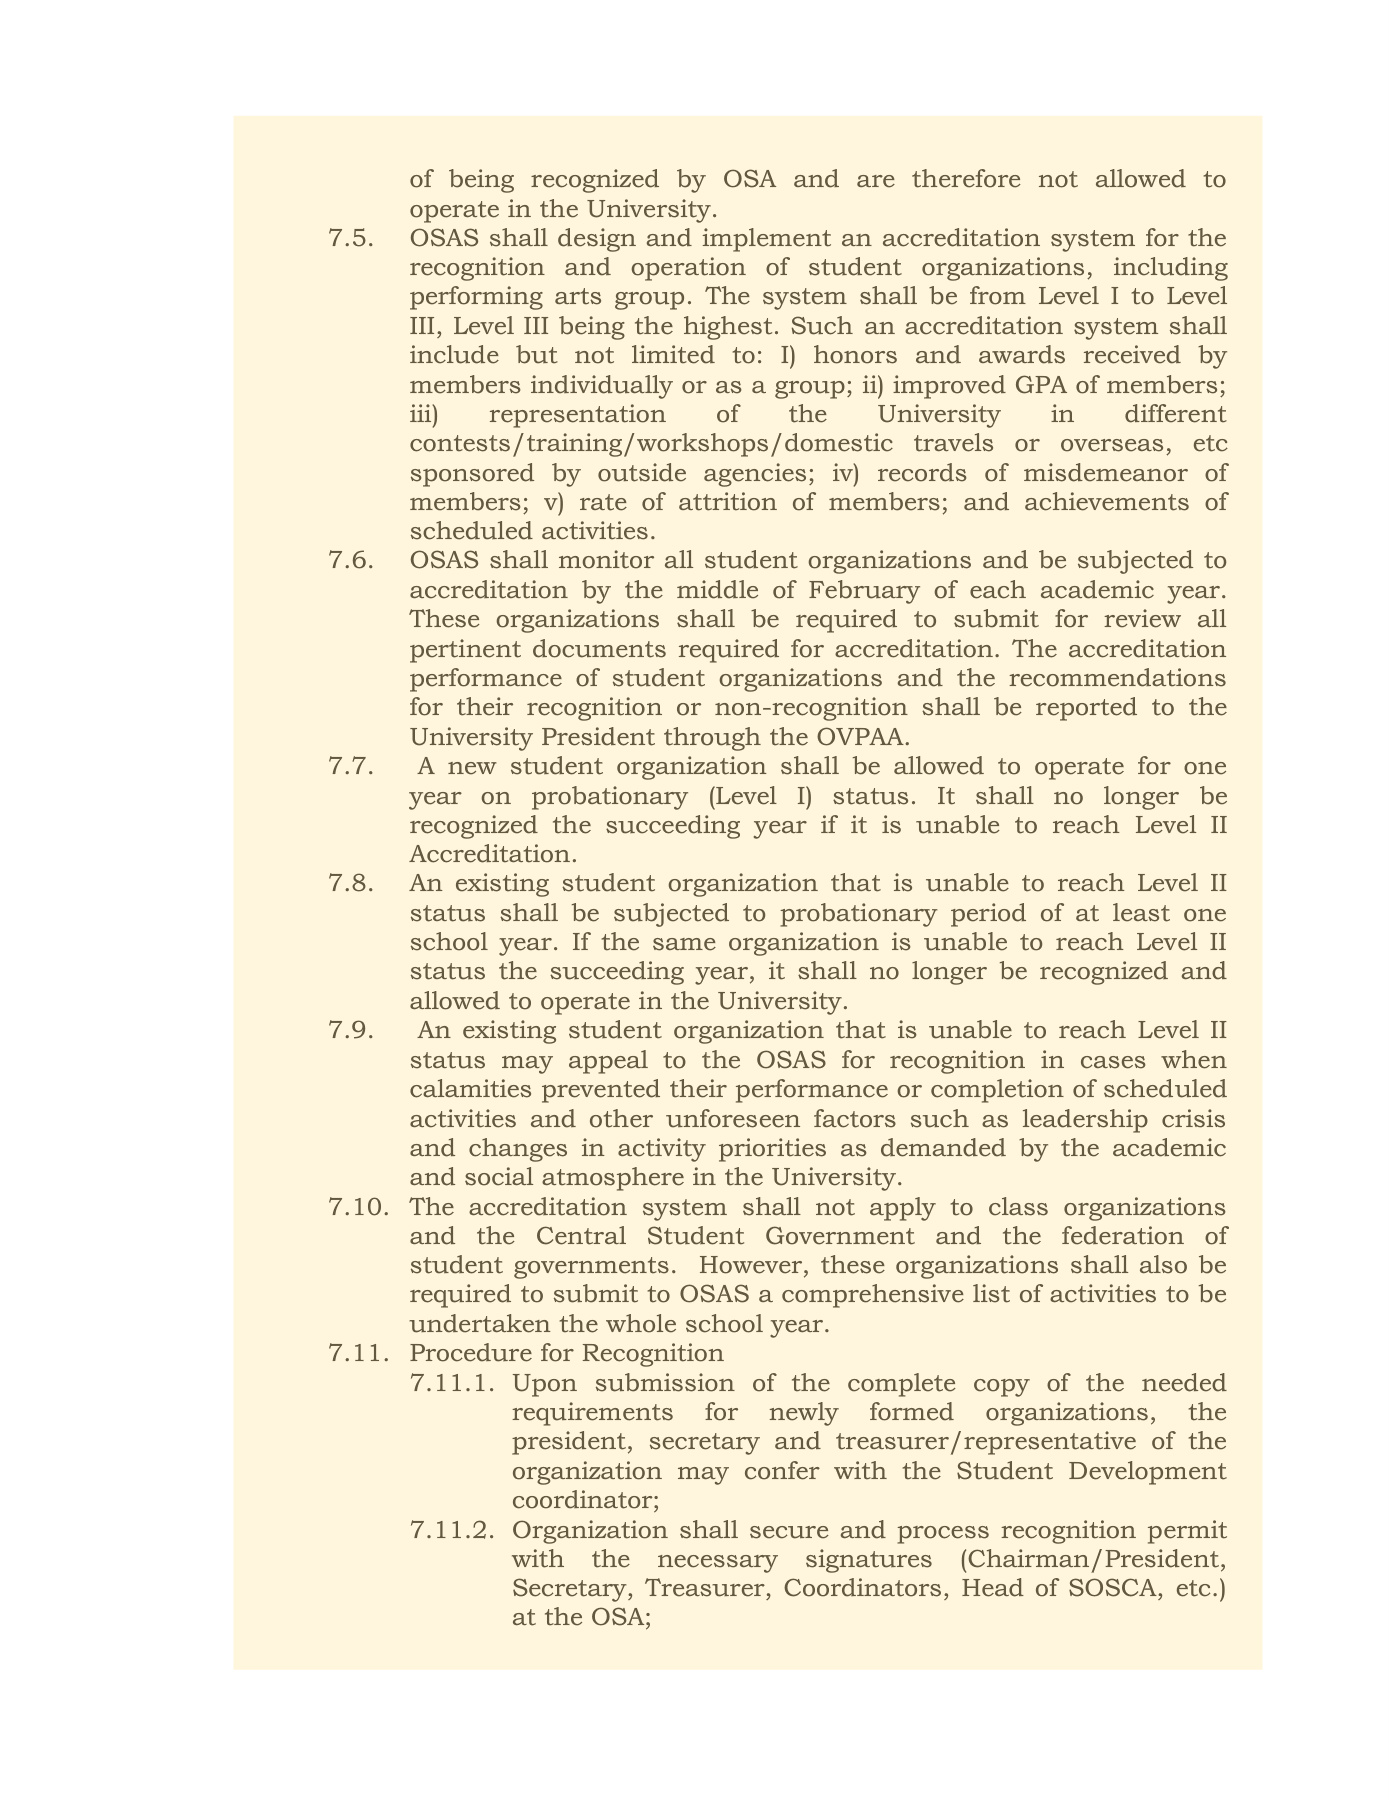 of being recognized by OSA and are therefore not allowed to
operate in the University.
7.5. OSAS shall design and implement an accreditation system for the
recognition and operation of student organizations, including
performing arts group. The system shall be from Level I to Level
III, Level III being the highest. Such an accreditation system shall
include but not limited to: I) honors and awards received by
members individually or as a group; ii) improved GPA of members;
iii) representation of the University in different
contests/training/workshops/domestic travels or overseas, etc
sponsored by outside agencies; iv) records of misdemeanor of
members; v) rate of attrition of members; and achievements of
scheduled activities.
7.6. OSAS shall monitor all student organizations and be subjected to
accreditation by the middle of February of each academic year.
These organizations shall be required to submit for review all
pertinent documents required for accreditation. The accreditation
performance of student organizations and the recommendations
for their recognition or non-recognition shall be reported to the
University President through the OVPAA.
7.7. A new student organization shall be allowed to operate for one
year on probationary (Level I) status. It shall no longer be
recognized the succeeding year if it is unable to reach Level II
Accreditation.
7.8. An existing student organization that is unable to reach Level II
status shall be subjected to probationary period of at least one
school year. If the same organization is unable to reach Level II
status the succeeding year, it shall no longer be recognized and
allowed to operate in the University.
7.9. An existing student organization that is unable to reach Level II
status may appeal to the OSAS for recognition in cases when
calamities prevented their performance or completion of scheduled
activities and other unforeseen factors such as leadership crisis
and changes in activity priorities as demanded by the academic
and social atmosphere in the University.
7.10. The accreditation system shall not apply to class organizations
and the Central Student Government and the federation of
student governments. However, these organizations shall also be
required to submit to OSAS a comprehensive list of activities to be
undertaken the whole school year.
7.11. Procedure for Recognition
7.11.1. Upon submission of the complete copy of the needed
requirements for newly formed organizations, the
president, secretary and treasurer/representative of the
organization may confer with the Student Development
coordinator;
7.11.2. Organization shall secure and process recognition permit
with the necessary signatures (Chairman/President,
Secretary, Treasurer, Coordinators, Head of SOSCA, etc.)
at the OSA;